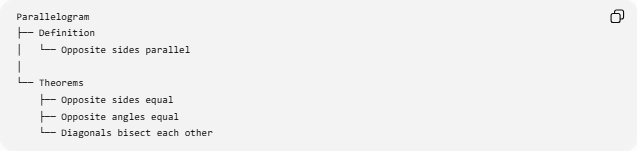 Parallelogram
├── Definition
│   └── Opposite sides parallel
│
└── Theorems
    ├── Opposite sides equal
    ├── Opposite angles equal
    └── Diagonals bisect each other